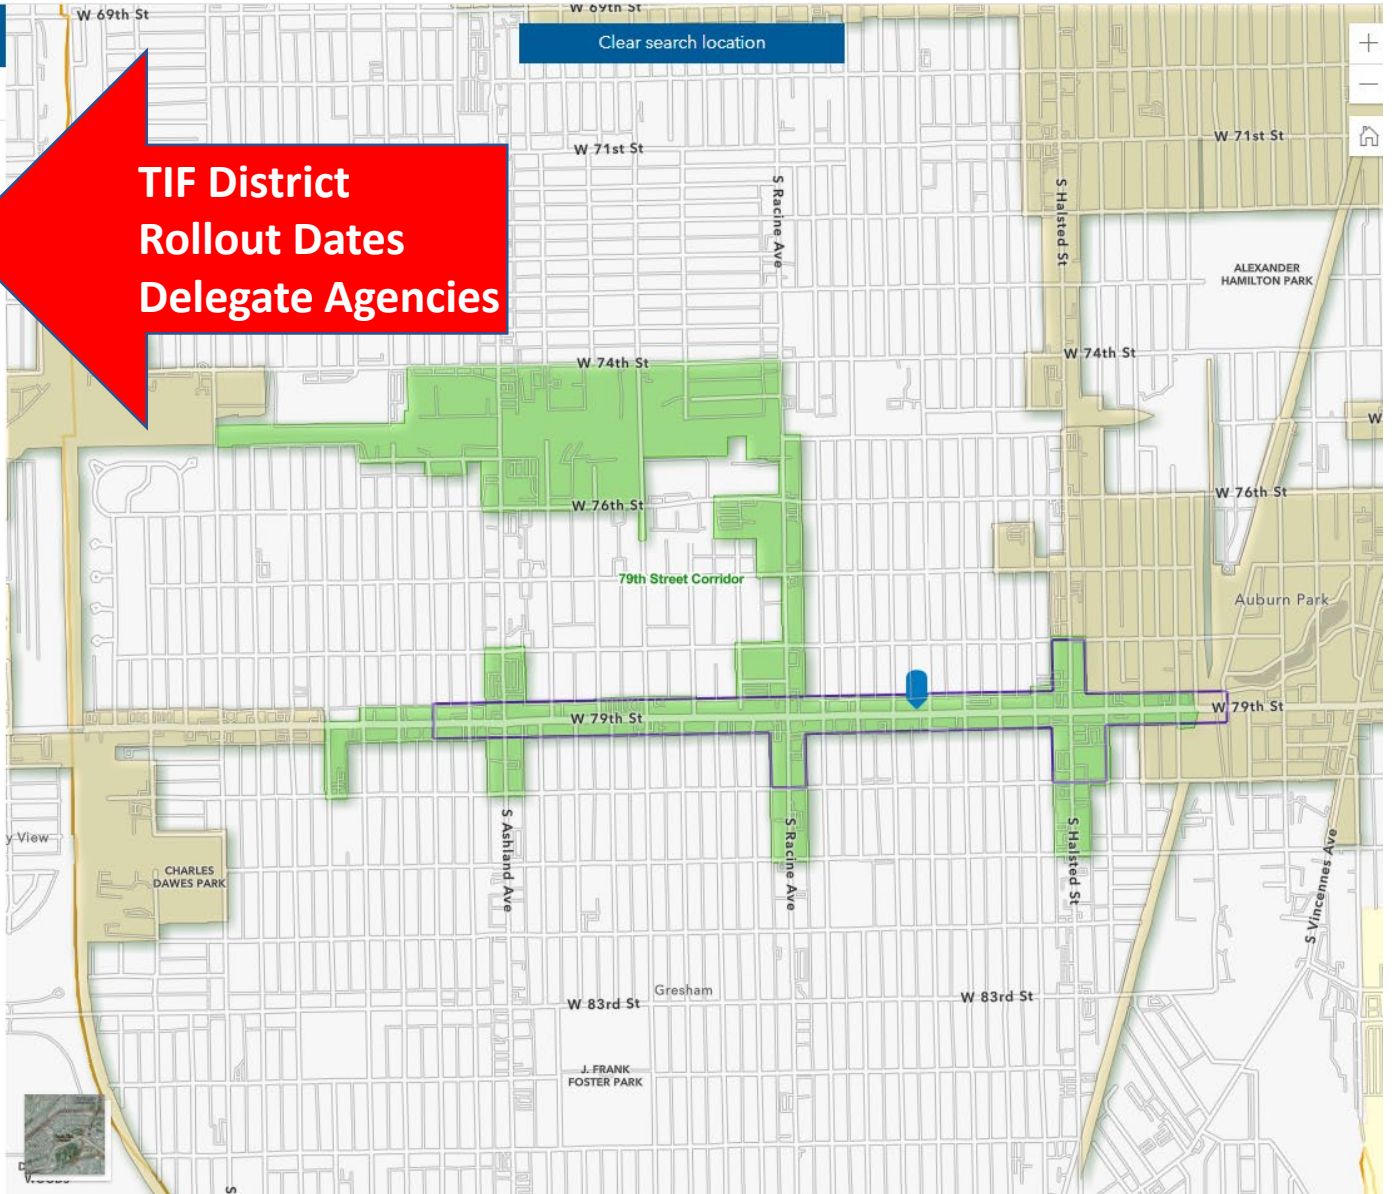 W 69th St
W 69th St
Clear search location
W 71st St
W 71st St
TIF District
Rollout Dates
Delegate Agencies
S Racine Ave
S Halsted St
ALEXANDER
HAMILTON PARK
W 74th St
W 74th St
W
W 76th St
W 76th St
79th Street Corridor
Auburn Park
W 79th St
W 79th St
S Ashland Ave
S Racine Ave
S Halsted St
S Vincennes Ave
y View
CHARLES
DAWES PARK
Gresham
W 83rd St
W 83rd St
J. FRANK
FOSTER PARK
S